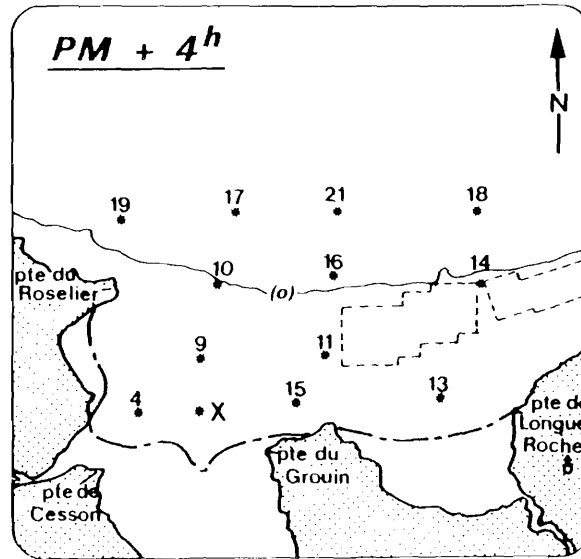 PM + 4h
N
19
17
21
18
pte du
Roselier
10
16
14
(o)
9
11
4
X
15
13
pte de
Longue
Roche
pte du
Grouin
pte de
Cesson